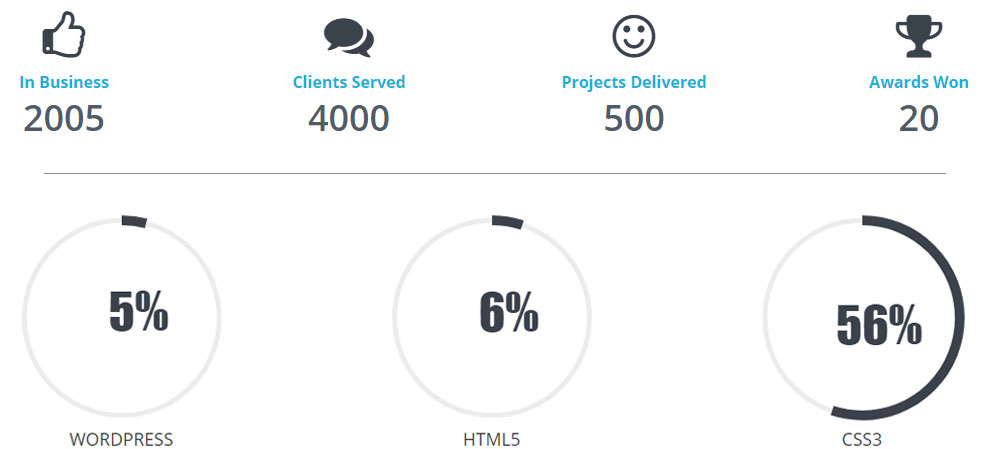 In Business
Clients Served
Projects Delivered
Awards Won
2005
4000
500
20
5%
6%
56%
WORDPRESS
HTML5
CSS3